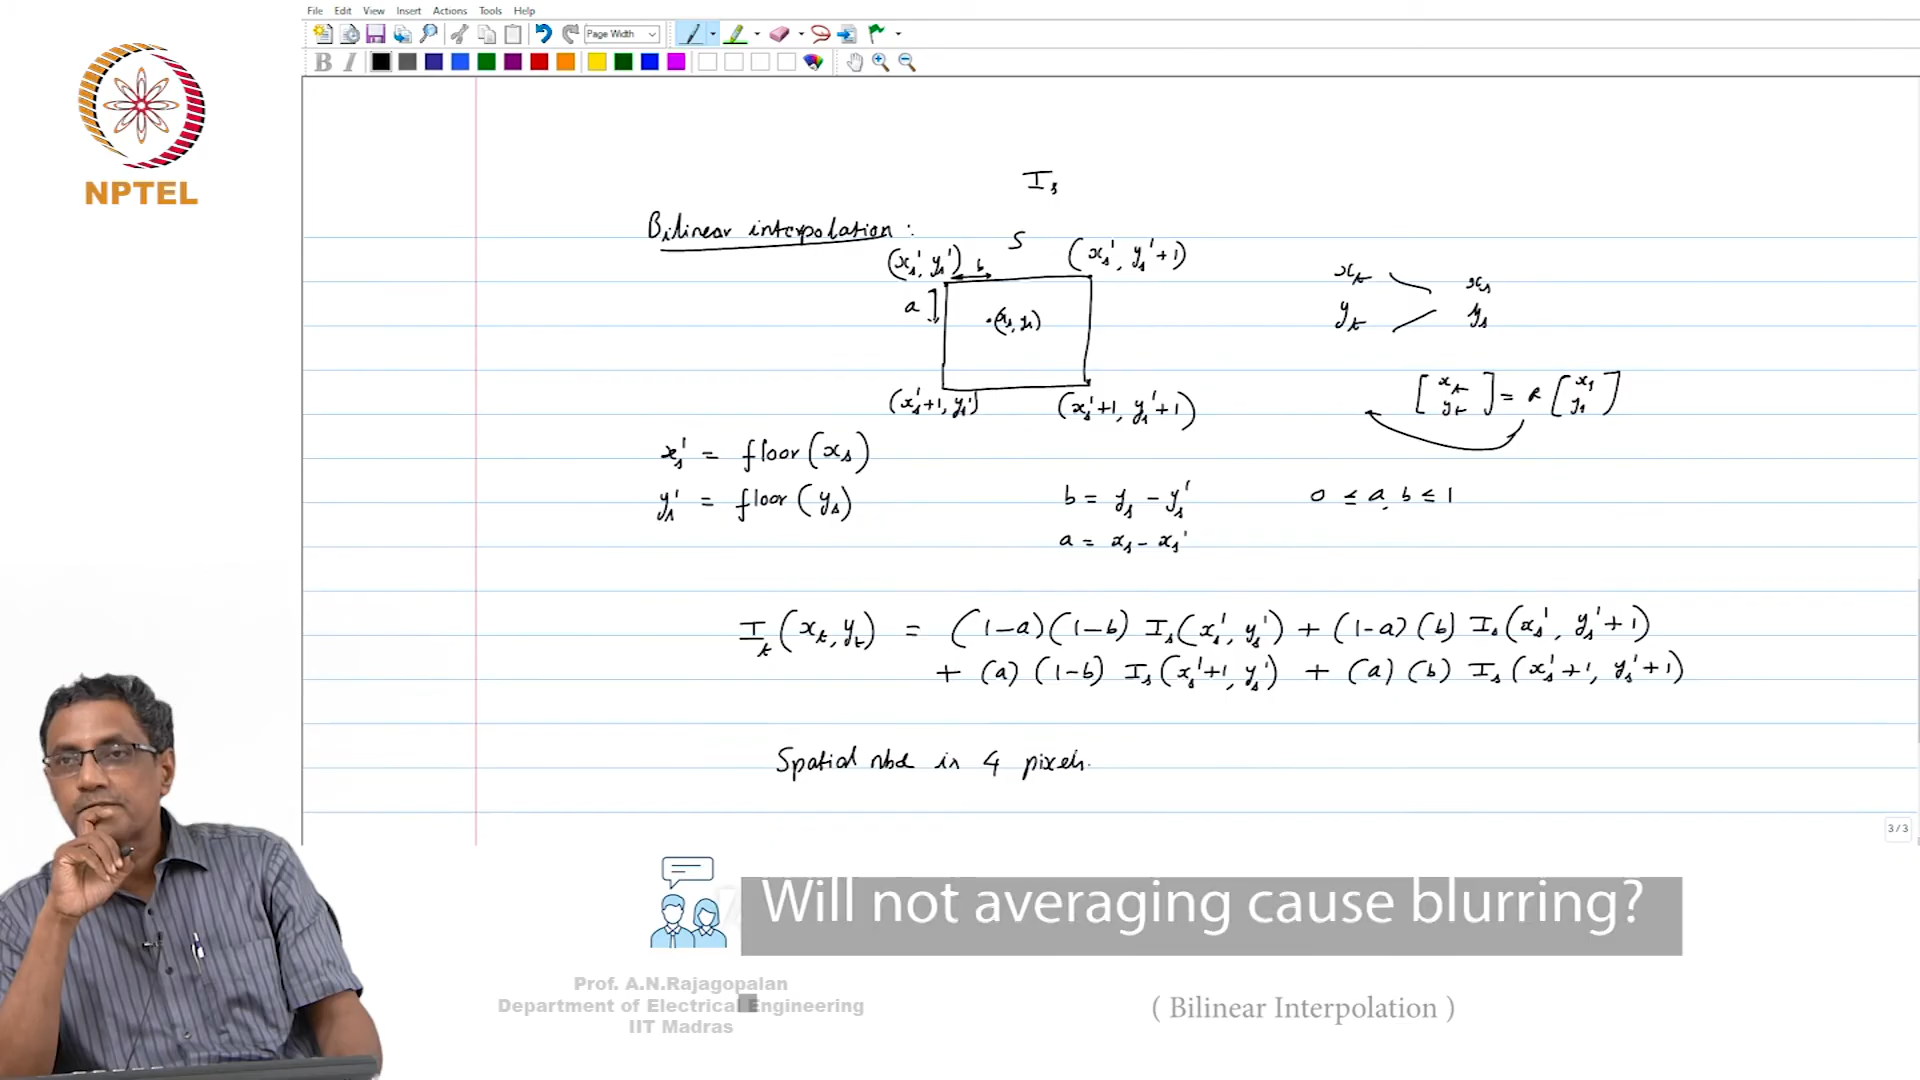 File Edit View Insert Actions Tools Help
Page Width
B I
NPTEL
I_s
Bilinear interpolation :
S
(x_s', y_s') b (x_s', y_s'+1)
a
(x_s, y_s)
(x_s'+1, y_s') (x_s'+1, y_s'+1)
x_t x_s
y_t y_s
[x_t y_t] = R [x_s y_s]
x_s' = floor(x_s)
y_s' = floor(y_s)
b = y_s - y_s' 0 ≤ a, b ≤ 1
a = x_s - x_s'
I_t(x_t, y_t) = (1-a)(1-b) I_s(x_s', y_s') + (1-a)(b) I_s(x_s', y_s'+1)
+ (a)(1-b) I_s(x_s'+1, y_s') + (a)(b) I_s(x_s'+1, y_s'+1)
Spatial nbd is 4 pixels.
3 / 3
Will not averaging cause blurring?
Prof. A.N.Rajagopalan
Department of Electrical Engineering
IIT Madras
( Bilinear Interpolation )